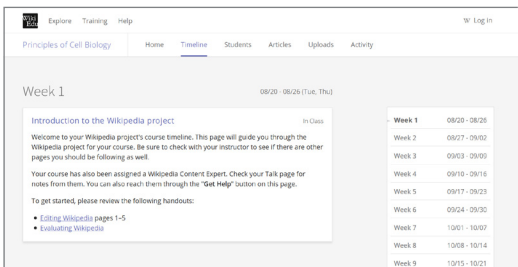 Wiki
Edu
Explore Training Help
W Log in
Principles of Cell Biology
Home Timeline Students Articles Uploads Activity
Week 1
08/20 - 08/26 (Tue, Thu)
Introduction to the Wikipedia project
In Class
Welcome to your Wikipedia project's course timeline. This page will guide you through the
Wikipedia project for your course. Be sure to check with your instructor to see if there are other
pages you should be following as well.
Your course has also been assigned a Wikipedia Content Expert. Check your Talk page for
notes from them. You can also reach them through the "Get Help" button on this page.
To get started, please review the following handouts:
• Editing Wikipedia pages 1–5
• Evaluating Wikipedia
Week 1 08/20 - 08/26
Week 2 08/27 - 09/02
Week 3 09/03 - 09/09
Week 4 09/10 - 09/16
Week 5 09/17 - 09/23
Week 6 09/24 - 09/30
Week 7 10/01 - 10/07
Week 8 10/08 - 10/14
Week 9 10/15 - 10/21